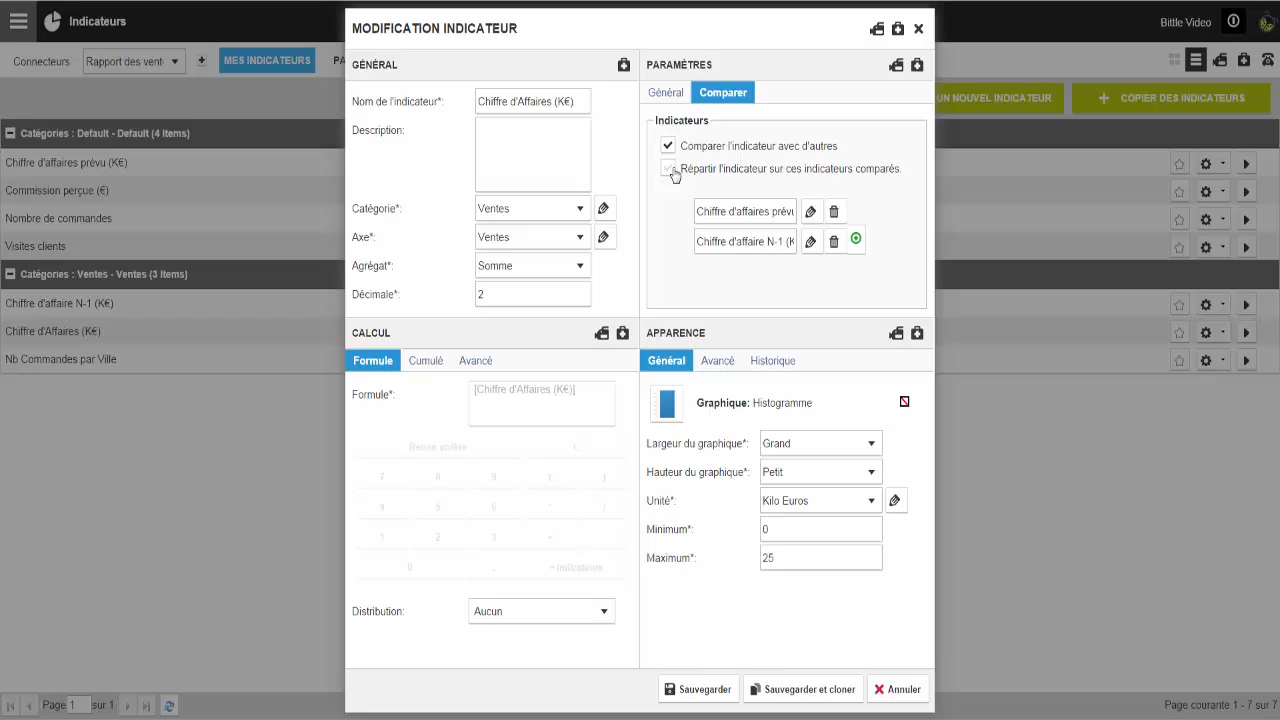 Indicateurs
Bittle Video
Connecteurs
Rapport des vent
MES INDICATEURS
PA
UN NOUVEL INDICATEUR
COPIER DES INDICATEURS
Catégories : Default - Default (4 Items)
Chiffre d'affaires prévu (K€)
Commission perçue (€)
Nombre de commandes
Visites clients
Catégories : Ventes - Ventes (3 Items)
Chiffre d'affaire N-1 (K€)
Chiffre d'Affaires (K€)
Nb Commandes par Ville
MODIFICATION INDICATEUR
GÉNÉRAL
Nom de l'indicateur*:
Chiffre d'Affaires (K€)
Description:
Catégorie*:
Ventes
Axe*:
Ventes
Agrégat*:
Somme
Décimale*:
2
PARAMÈTRES
Général
Comparer
Indicateurs
Comparer l'indicateur avec d'autres
Répartir l'indicateur sur ces indicateurs comparés.
Chiffre d'affaires prévu
Chiffre d'affaire N-1 (K
CALCUL
Formule
Cumulé
Avancé
Formule*:
[Chiffre d'Affaires (K€)]
Retour arrière
C
7 8 9 ( )
4 5 6 * /
1 2 3 +
0 . + Indicateurs
Distribution:
Aucun
APPARENCE
Général
Avancé
Historique
Graphique: Histogramme
Largeur du graphique*:
Grand
Hauteur du graphique*:
Petit
Unité*:
Kilo Euros
Minimum*:
0
Maximum*:
25
Sauvegarder
Sauvegarder et cloner
Annuler
Page 1 sur 1
Page courante 1 - 7 sur 7